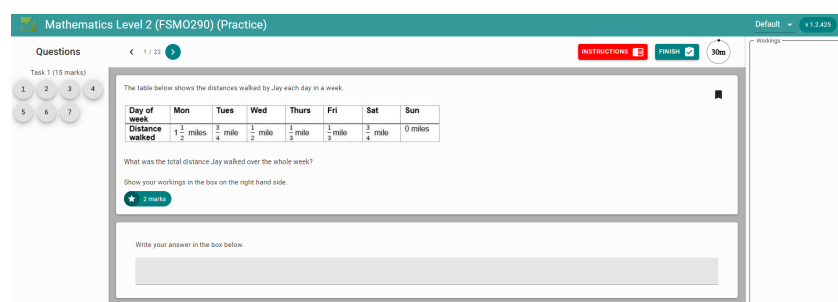 Mathematics Level 2 (FSMO290) (Practice)
Default
v 1.2.425
Questions
1 / 22
INSTRUCTIONS
FINISH
30m
Workings
Task 1 (15 marks)
1 2 3 4
5 6 7
The table below shows the distances walked by Jay each day in a week.
Day of week Mon Tues Wed Thurs Fri Sat Sun
Distance walked 1 1/2 miles 3/4 mile 1/2 mile 1/3 mile 1/3 mile 3/4 mile 0 miles
What was the total distance Jay walked over the whole week?
Show your workings in the box on the right hand side.
2 marks
Write your answer in the box below.